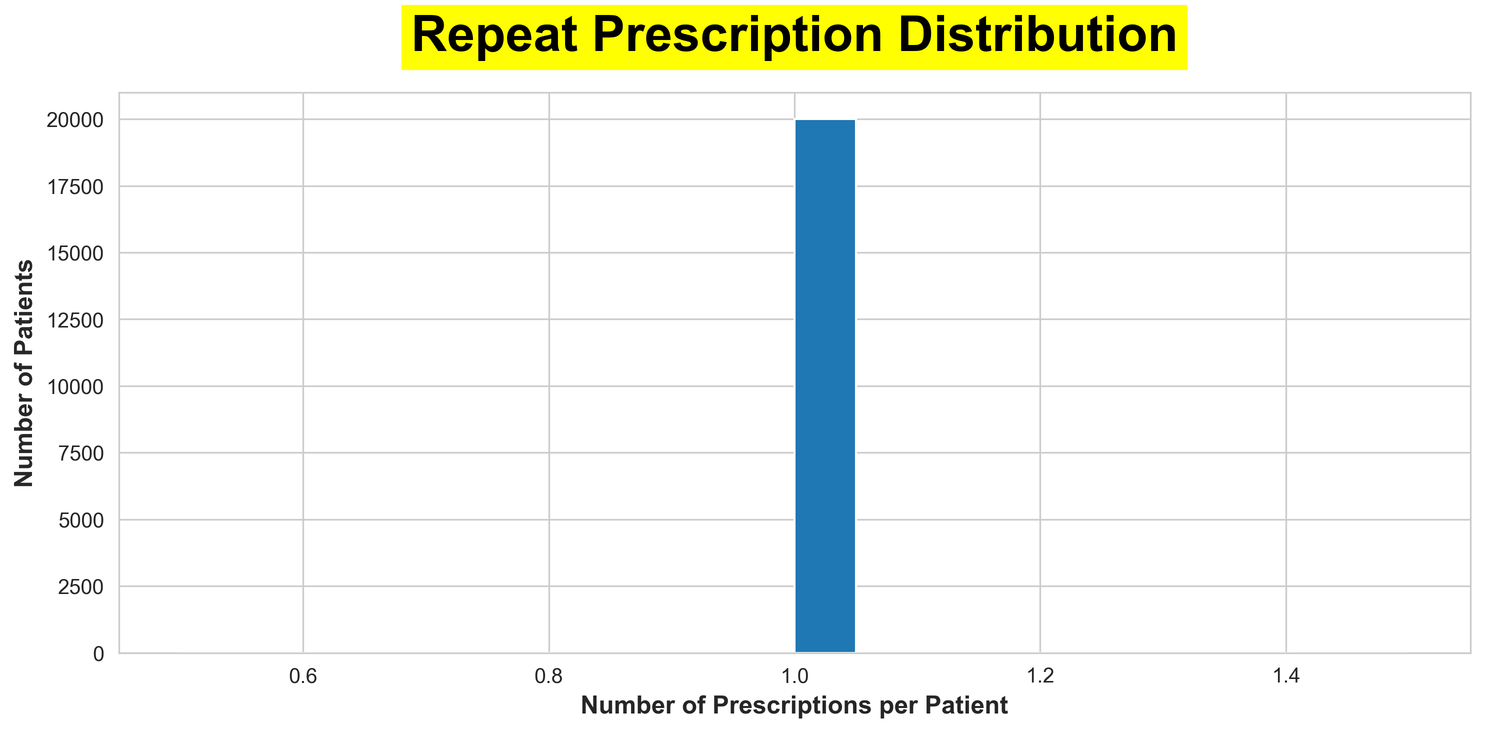 Repeat Prescription Distribution
20000
17500
15000
12500
10000
7500
5000
2500
0
Number of Patients
0.6 0.8 1.0 1.2 1.4
Number of Prescriptions per Patient